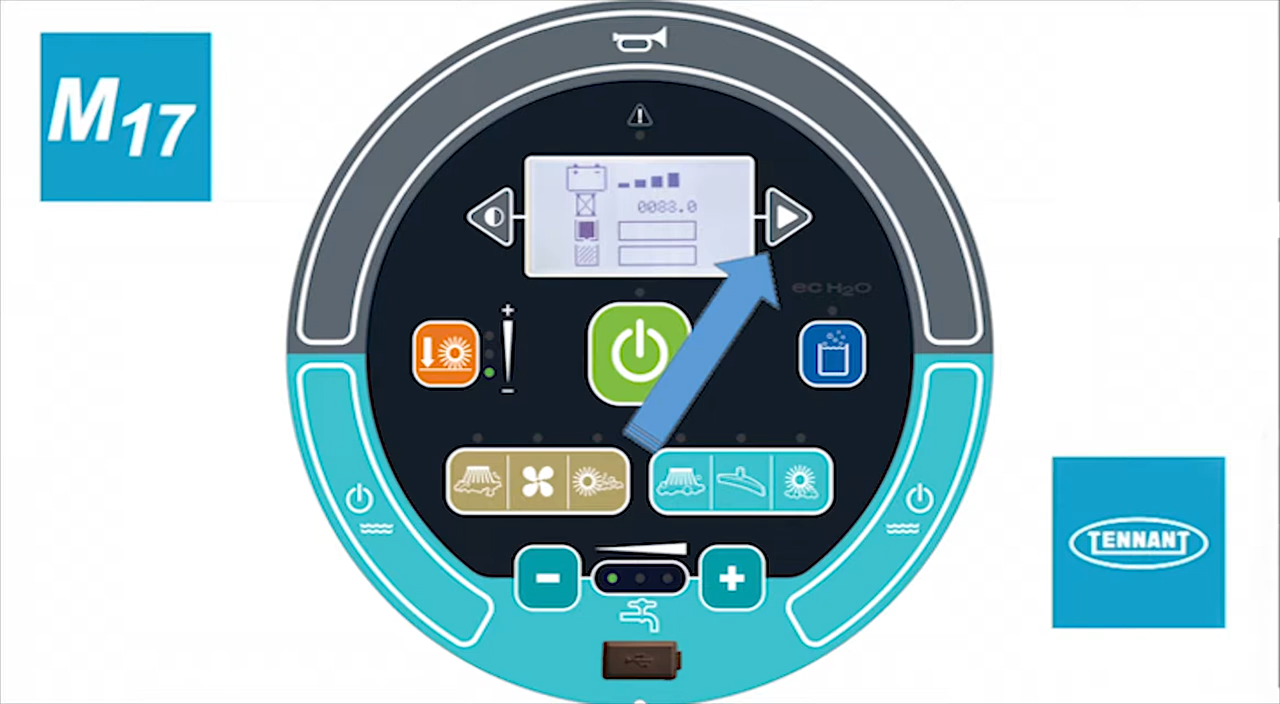 M17
0083.0
ec H2O
+
−
−
+
TENNANT